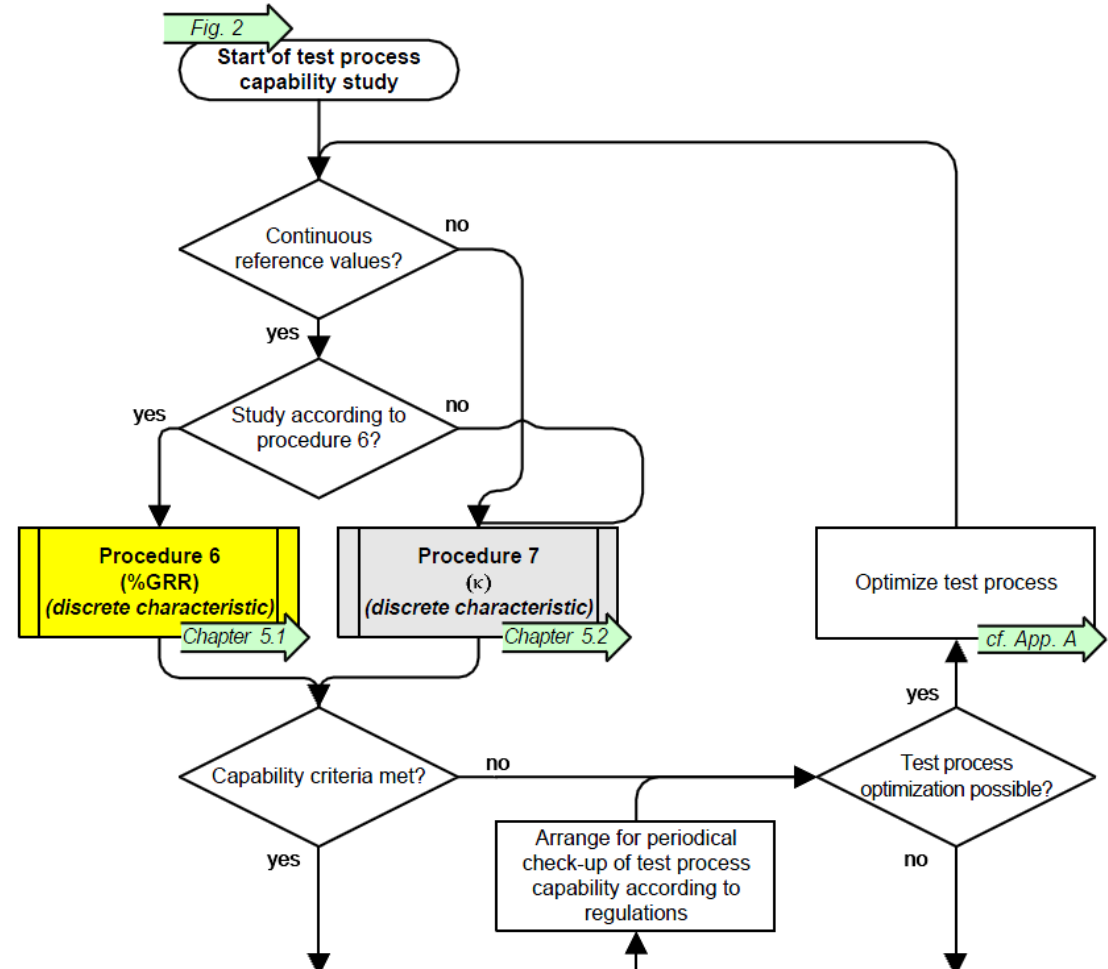 Fig. 2
Start of test process
capability study
no
Continuous
reference values?
yes
yes
no
Study according to
procedure 6?
Procedure 6
(%GRR)
(discrete characteristic)
Chapter 5.1
Procedure 7
(κ)
(discrete characteristic)
Chapter 5.2
Optimize test process
cf. App. A
yes
Capability criteria met?
no
Test process
optimization possible?
yes
Arrange for periodical
check-up of test process
capability according to
regulations
no